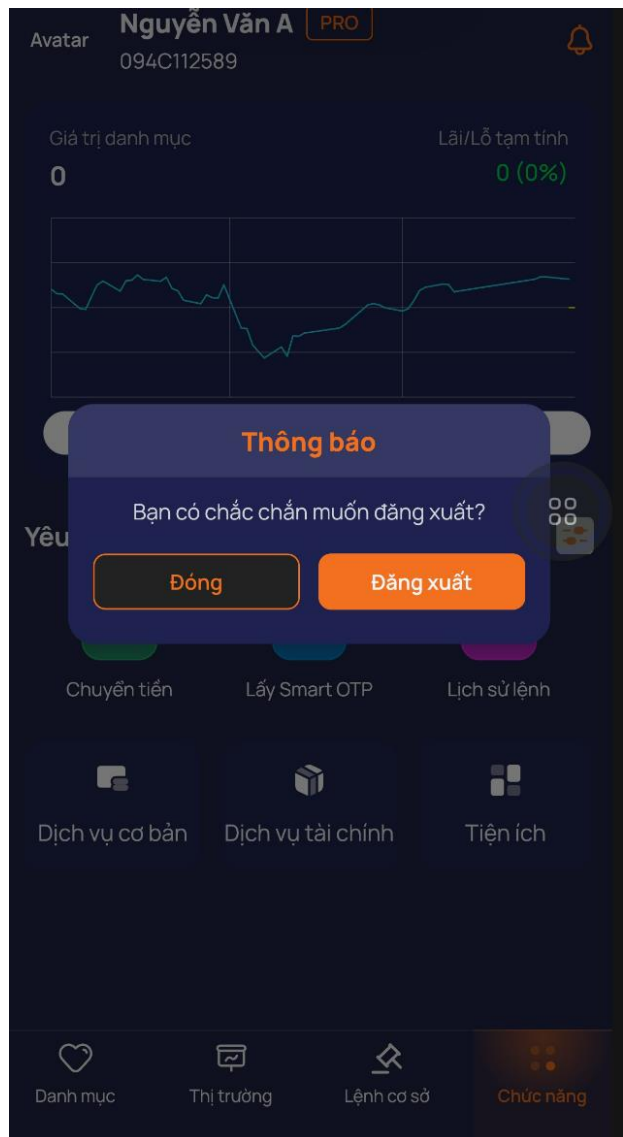 Avatar
Nguyễn Văn A PRO
094C112589
Giá trị danh mục Lãi/Lỗ tạm tính
0 0 (0%)
Thông báo
Bạn có chắc chắn muốn đăng xuất?
Yêu
Đóng Đăng xuất
Chuyển tiền Lấy Smart OTP Lịch sử lệnh
Dịch vụ cơ bản Dịch vụ tài chính Tiện ích
Danh mục Thị trường Lệnh cơ sở Chức năng